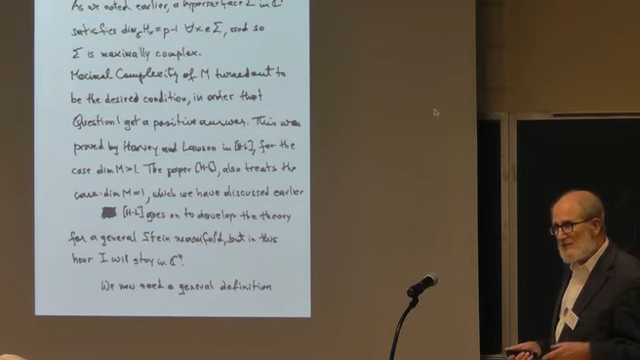 As we noted earlier, a hypersurface Σ in ℂᵖ
satisfies dim_ℂ Hₓ = p-1 ∀x∈Σ, and so
Σ is maximally complex.
Maximal Complexity of M turned out to
be the desired condition, in order that
Question 1 get a positive answer. This was
proved by Harvey and Lawson in [H-L], for the
case dim M > 1. The paper [H-L], also treats the
case: dim M = 1, which we have discussed earlier
[H-L] goes on to develop the theory
for a general Stein manifold, but in this
hour I will stay in ℂⁿ.
We now need a general definition